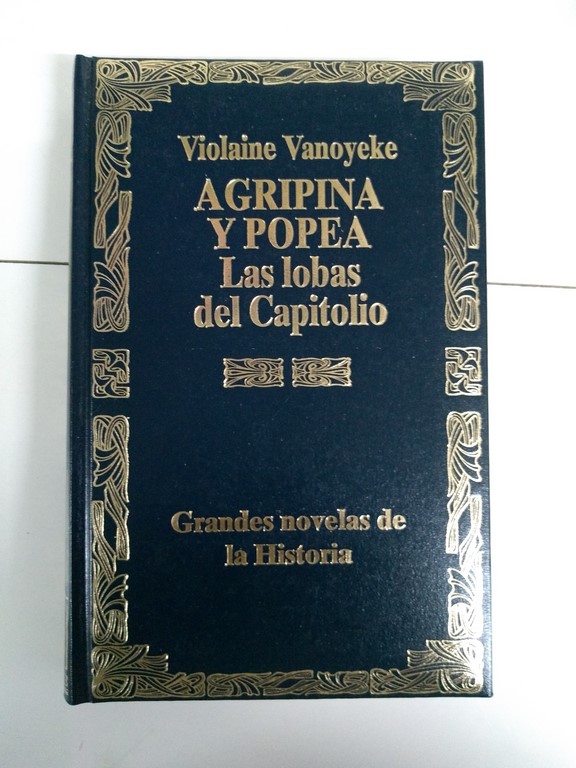 Violaine Vanoyeke
AGRIPINA
Y POPEA
Las lobas
del Capitolio
Grandes novelas de
la Historia